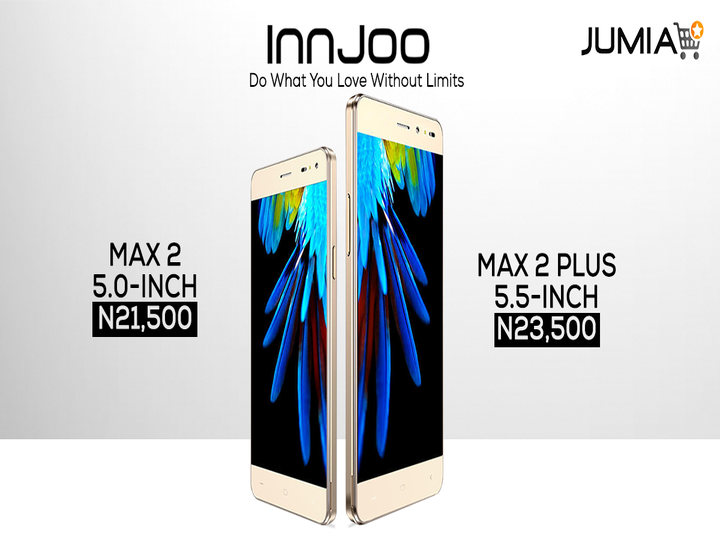 InnJoo
Do What You Love Without Limits
JUMIA
MAX 2
5.0-INCH
N21,500
MAX 2 PLUS
5.5-INCH
N23,500